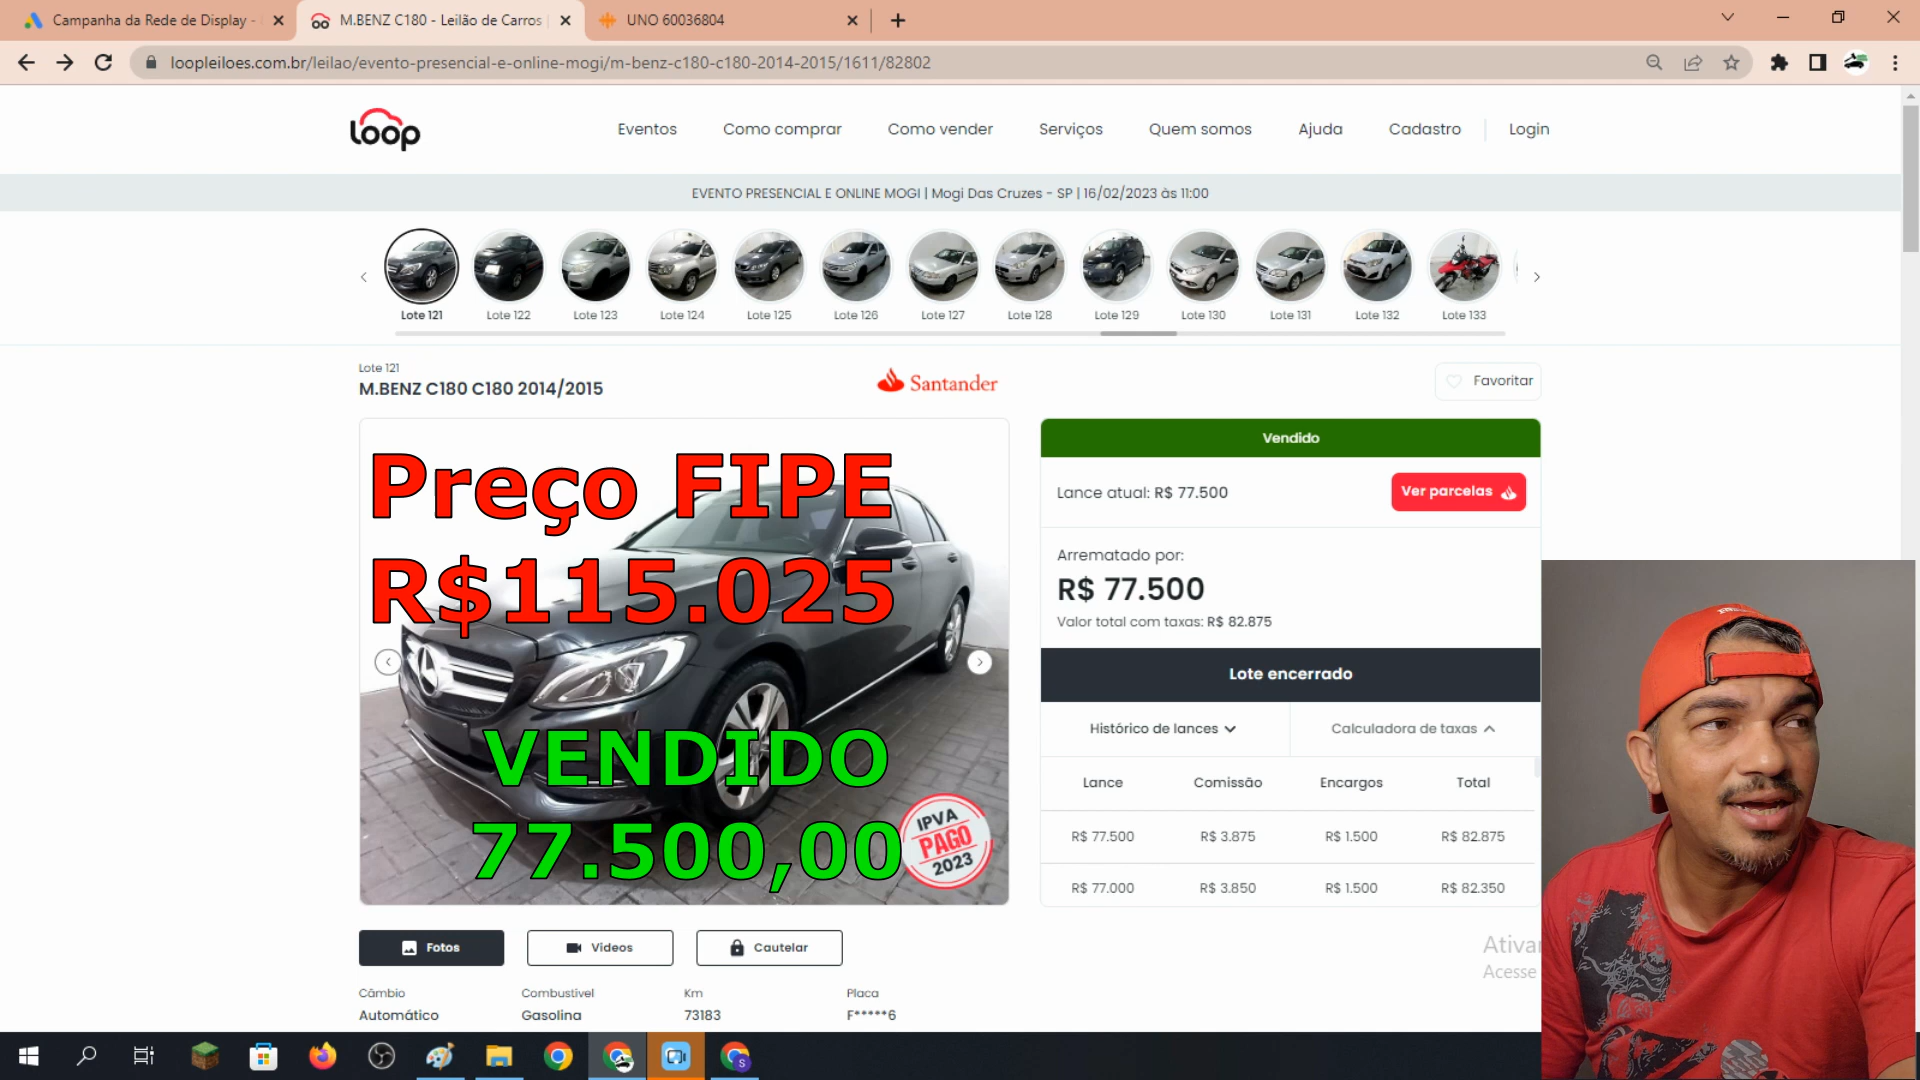 Campanha da Rede de Display -
M.BENZ C180 - Leilão de Carros
UNO 60036804
loopleiloes.com.br/leilao/evento-presencial-e-online-mogi/m-benz-c180-c180-2014-2015/1611/82802
loop
Eventos
Como comprar
Como vender
Serviços
Quem somos
Ajuda
Cadastro
Login
EVENTO PRESENCIAL E ONLINE MOGI | Mogi Das Cruzes - SP | 16/02/2023 às 11:00
Lote 121
Lote 122
Lote 123
Lote 124
Lote 125
Lote 126
Lote 127
Lote 128
Lote 129
Lote 130
Lote 131
Lote 132
Lote 133
Lote 121
M.BENZ C180 C180 2014/2015
Santander
Favoritar
Preço FIPE
R$115.025
VENDIDO
77.500,00
IPVA
PAGO
2023
Vendido
Lance atual: R$ 77.500
Ver parcelas
Arrematado por:
R$ 77.500
Valor total com taxas: R$ 82.875
Lote encerrado
Histórico de lances
Calculadora de taxas
Lance Comissão Encargos Total
R$ 77.500 R$ 3.875 R$ 1.500 R$ 82.875
R$ 77.000 R$ 3.850 R$ 1.500 R$ 82.350
Fotos
Vídeos
Cautelar
Câmbio Combustível Km Placa
Automático Gasolina 73183 F*****6
Ativar
Acesse
S